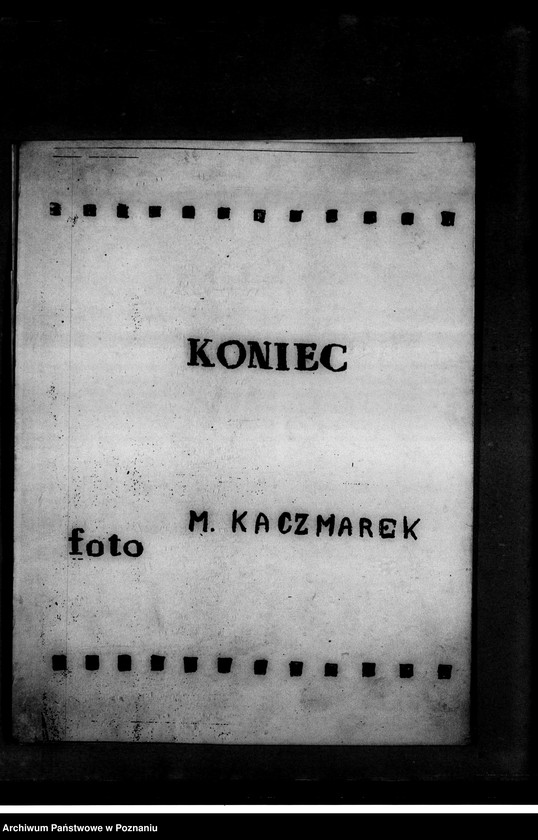 KONIEC
M. KACZMAREK
foto
Archiwum Państwowe w Poznaniu